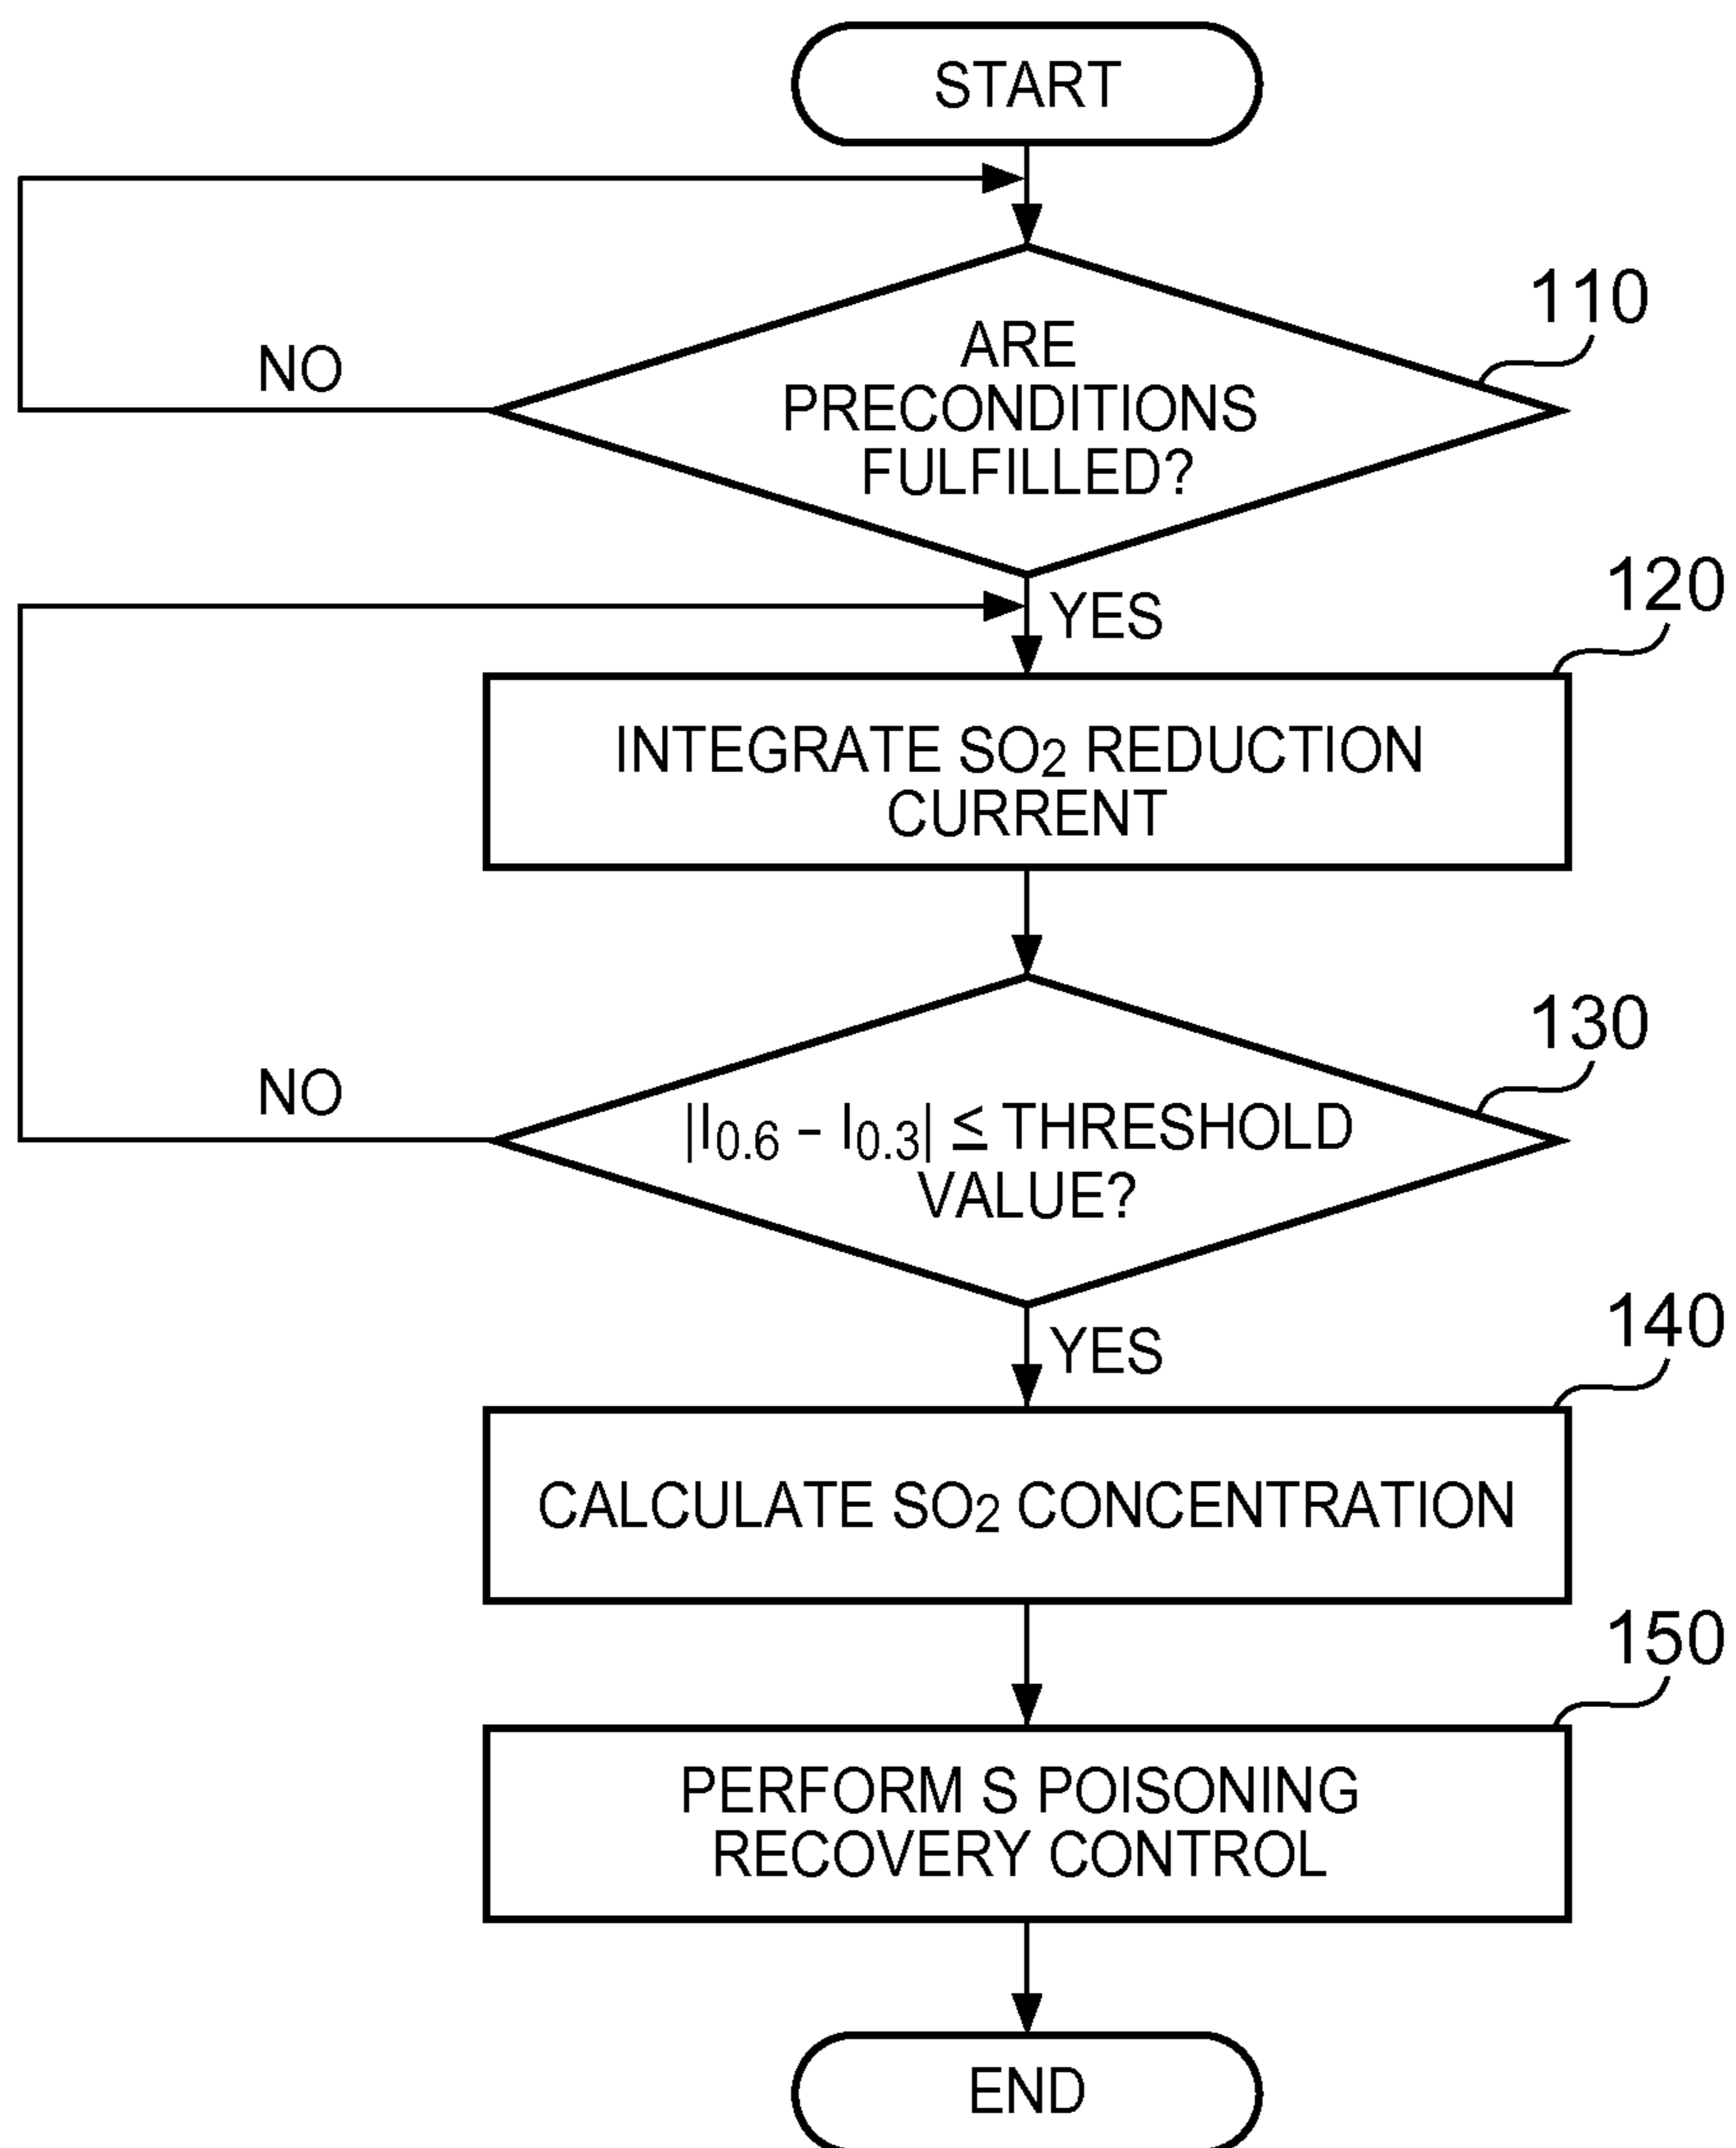 START
110
ARE
PRECONDITIONS
FULFILLED?
NO
YES
120
INTEGRATE SO₂ REDUCTION
CURRENT
130
|I₀.₆ - I₀.₃| ≤ THRESHOLD
VALUE?
NO
YES
140
CALCULATE SO₂ CONCENTRATION
150
PERFORM S POISONING
RECOVERY CONTROL
END